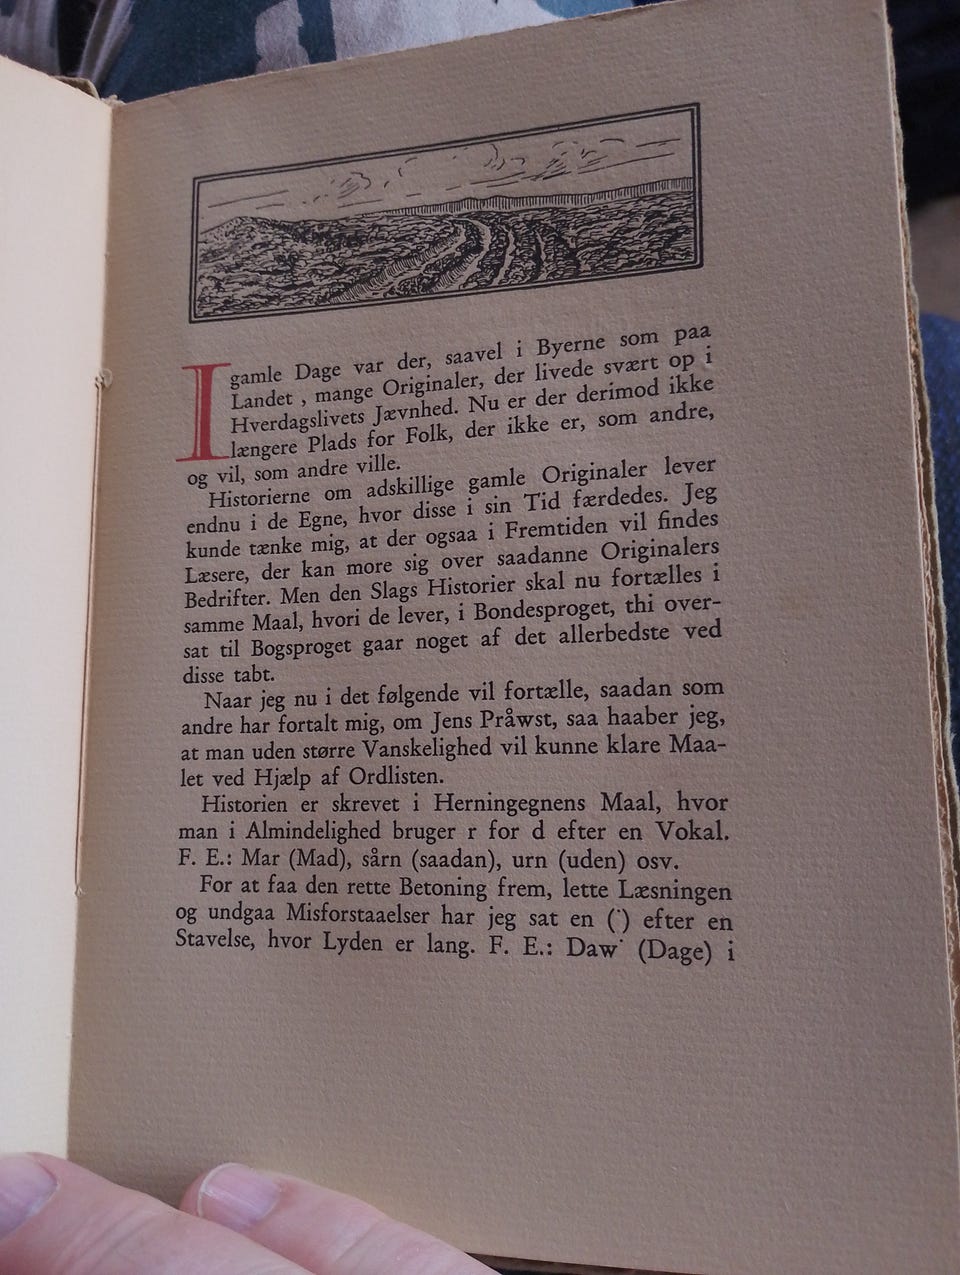 I gamle Dage var der, saavel i Byerne som paa
Landet , mange Originaler, der livede svært op i
Hverdagslivets Jævnhed. Nu er der derimod ikke
længere Plads for Folk, der ikke er, som andre,
og vil, som andre ville.
Historierne om adskillige gamle Originaler lever
endnu i de Egne, hvor disse i sin Tid færdedes. Jeg
kunde tænke mig, at der ogsaa i Fremtiden vil findes
Læsere, der kan more sig over saadanne Originalers
Bedrifter. Men den Slags Historier skal nu fortælles i
samme Maal, hvori de lever, i Bondesproget, thi over-
sat til Bogsproget gaar noget af det allerbedste ved
disse tabt.
Naar jeg nu i det følgende vil fortælle, saadan som
andre har fortalt mig, om Jens Pråwst, saa haaber jeg,
at man uden større Vanskelighed vil kunne klare Maa-
let ved Hjælp af Ordlisten.
Historien er skrevet i Herningegnens Maal, hvor
man i Almindelighed bruger r for d efter en Vokal.
F. E.: Mar (Mad), sårn (saadan), urn (uden) osv.
For at faa den rette Betoning frem, lette Læsningen
og undgaa Misforstaaelser har jeg sat en (˙) efter en
Stavelse, hvor Lyden er lang. F. E.: Daw˙ (Dage) i